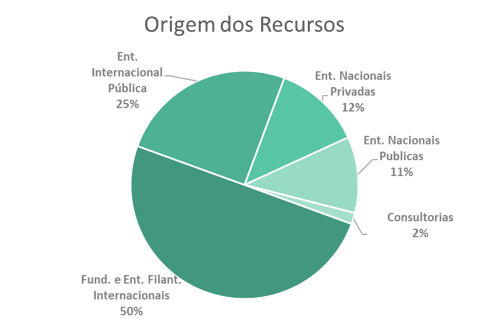 Origem dos Recursos
Ent.
Internacional
Pública
25%
Ent. Nacionais
Privadas
12%
Ent. Nacionais
Publicas
11%
Consultorias
2%
Fund. e Ent. Filant.
Internacionais
50%